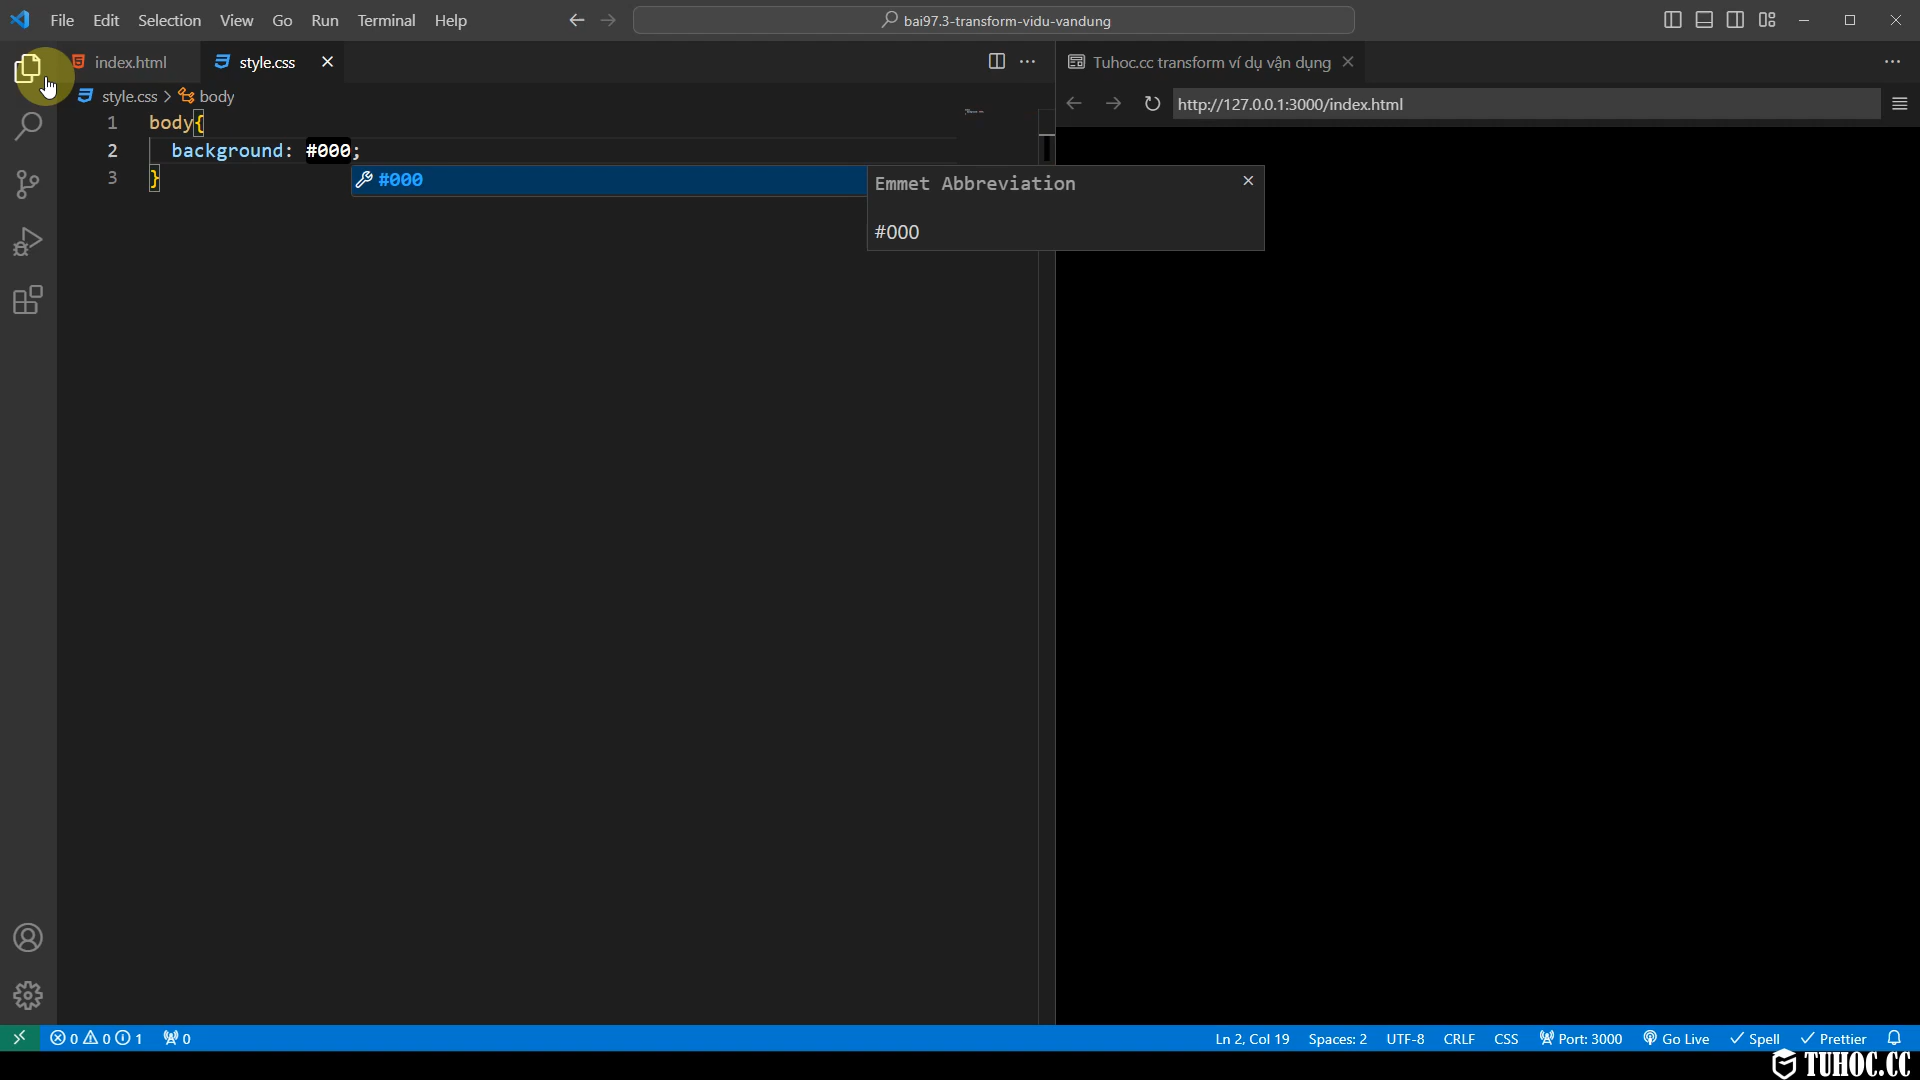 File Edit Selection View Go Run Terminal Help
bai97.3-transform-vidu-vandung
index.html
style.css
Tuhoc.cc transform ví dụ vận dụng
style.css > body
http://127.0.0.1:3000/index.html
1 body{
2 background: #000;
3 }
#000
Emmet Abbreviation
#000
0 0 1 0
Ln 2, Col 19 Spaces: 2 UTF-8 CRLF CSS Port: 3000 Go Live Spell Prettier
TUHOC.CC